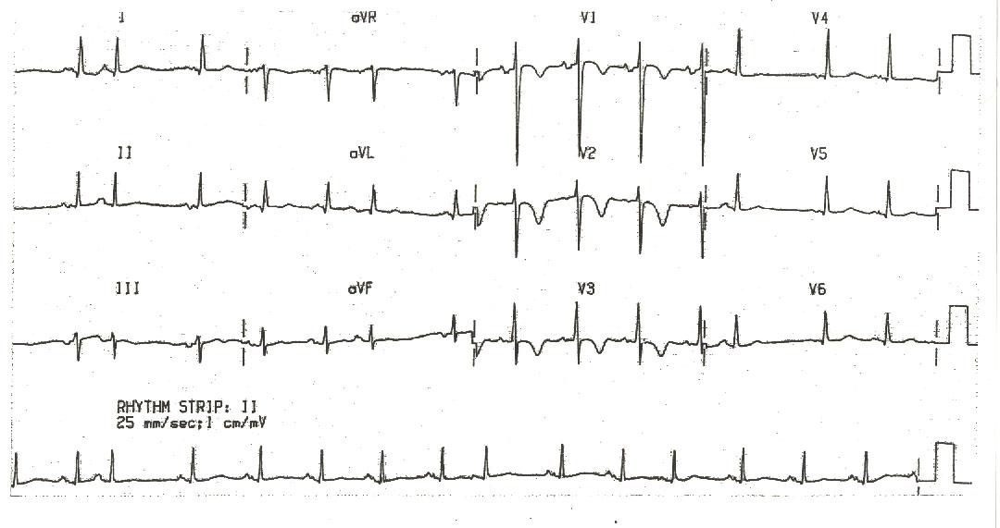 I aVR V1 V4
II aVL V2 V5
III aVF V3 V6
RHYTHM STRIP: II
25 mm/sec; 1 cm/mV